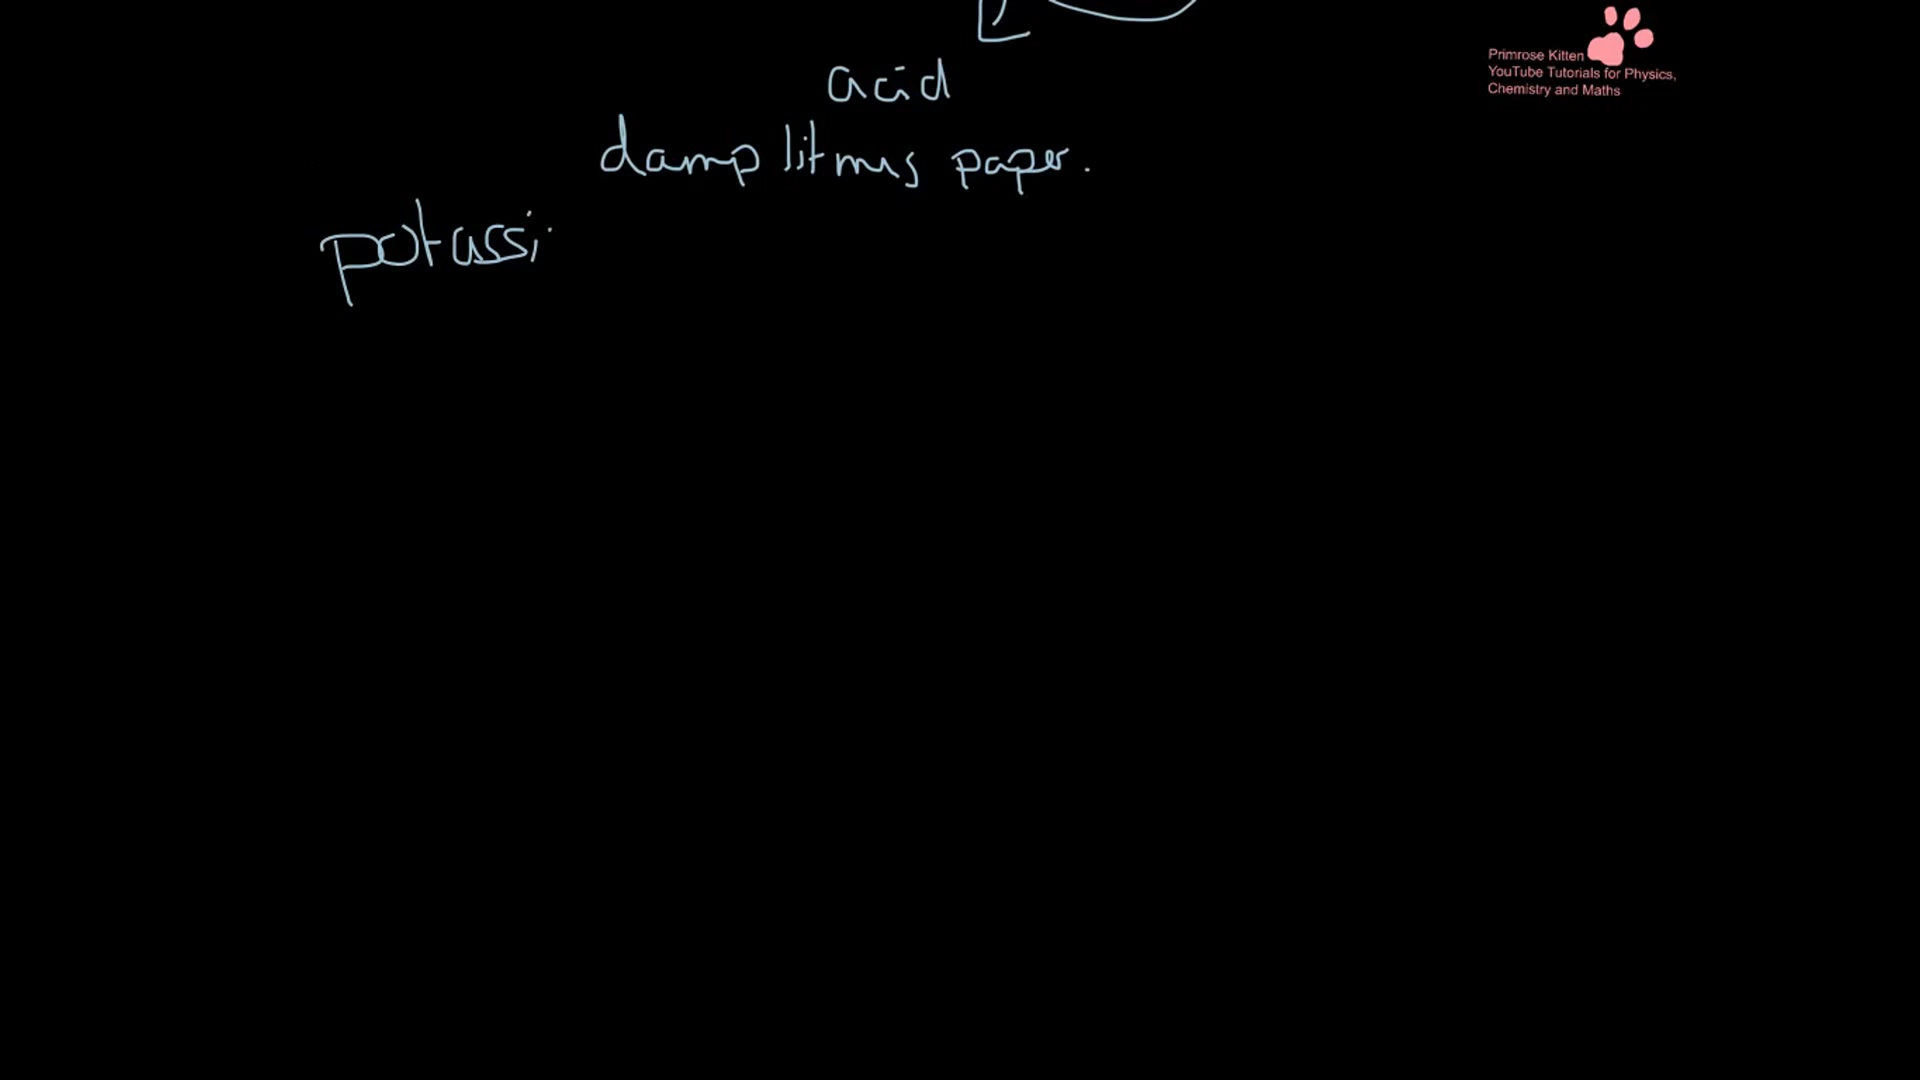 acid
damp litmus paper.
potassi
Primrose Kitten
YouTube Tutorials for Physics,
Chemistry and Maths